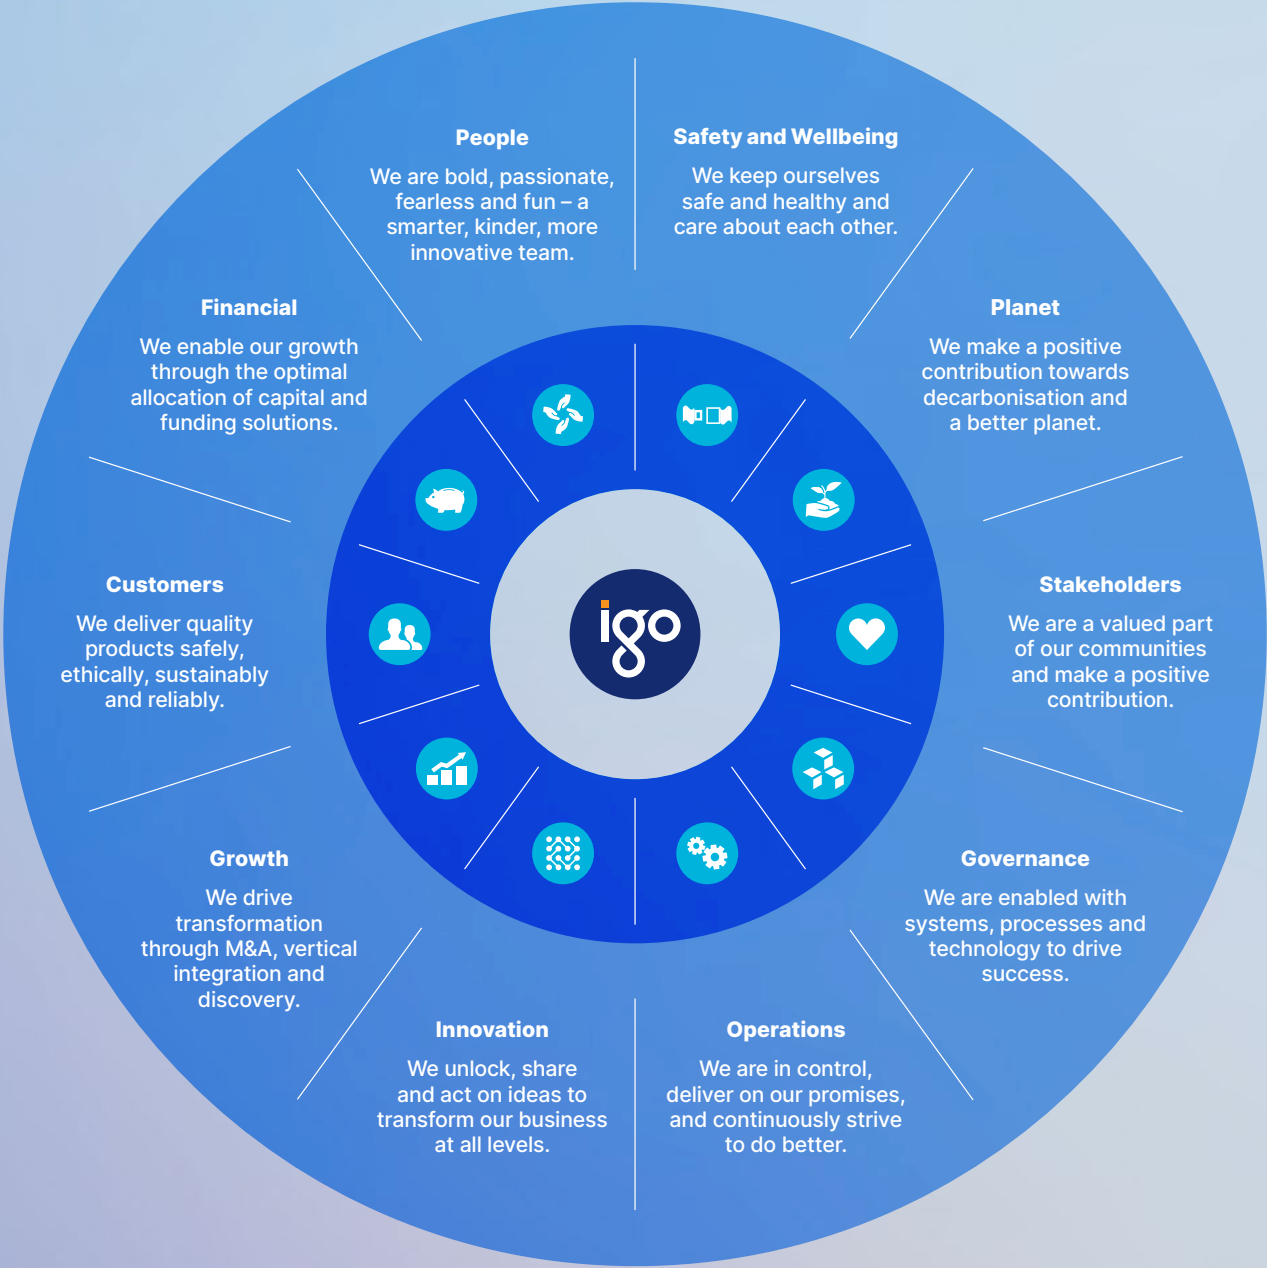 People
We are bold, passionate,
fearless and fun – a
smarter, kinder, more
innovative team.
Safety and Wellbeing
We keep ourselves
safe and healthy and
care about each other.
Financial
We enable our growth
through the optimal
allocation of capital and
funding solutions.
Planet
We make a positive
contribution towards
decarbonisation and
a better planet.
Customers
We deliver quality
products safely,
ethically, sustainably
and reliably.
igo
Stakeholders
We are a valued part
of our communities
and make a positive
contribution.
Growth
We drive
transformation
through M&A, vertical
integration and
discovery.
Governance
We are enabled with
systems, processes and
technology to drive
success.
Innovation
We unlock, share
and act on ideas to
transform our business
at all levels.
Operations
We are in control,
deliver on our promises,
and continuously strive
to do better.